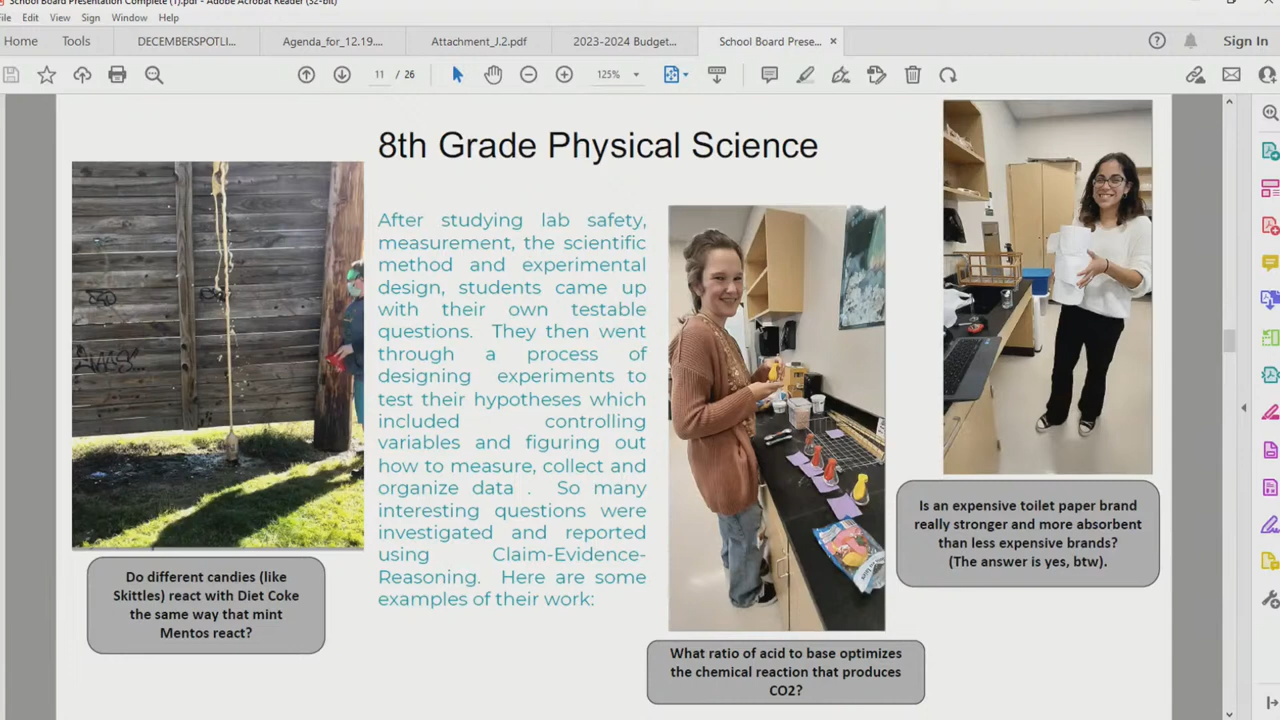 School Board Presentation Complete (1).pdf - Adobe Acrobat Reader (32-bit)
File Edit View Sign Window Help
Home Tools DECEMBERSPOTLI... Agenda_for_12.19.... Attachment_J.2.pdf 2023-2024 Budget... School Board Prese... × Sign In
11 / 26 125%
8th Grade Physical Science
After studying lab safety,
measurement, the scientific
method and experimental
design, students came up
with their own testable
questions. They then went
through a process of
designing experiments to
test their hypotheses which
included controlling
variables and figuring out
how to measure, collect and
organize data . So many
interesting questions were
investigated and reported
using Claim-Evidence-
Reasoning. Here are some
examples of their work:
Do different candies (like
Skittles) react with Diet Coke
the same way that mint
Mentos react?
What ratio of acid to base optimizes
the chemical reaction that produces
CO2?
Is an expensive toilet paper brand
really stronger and more absorbent
than less expensive brands?
(The answer is yes, btw).